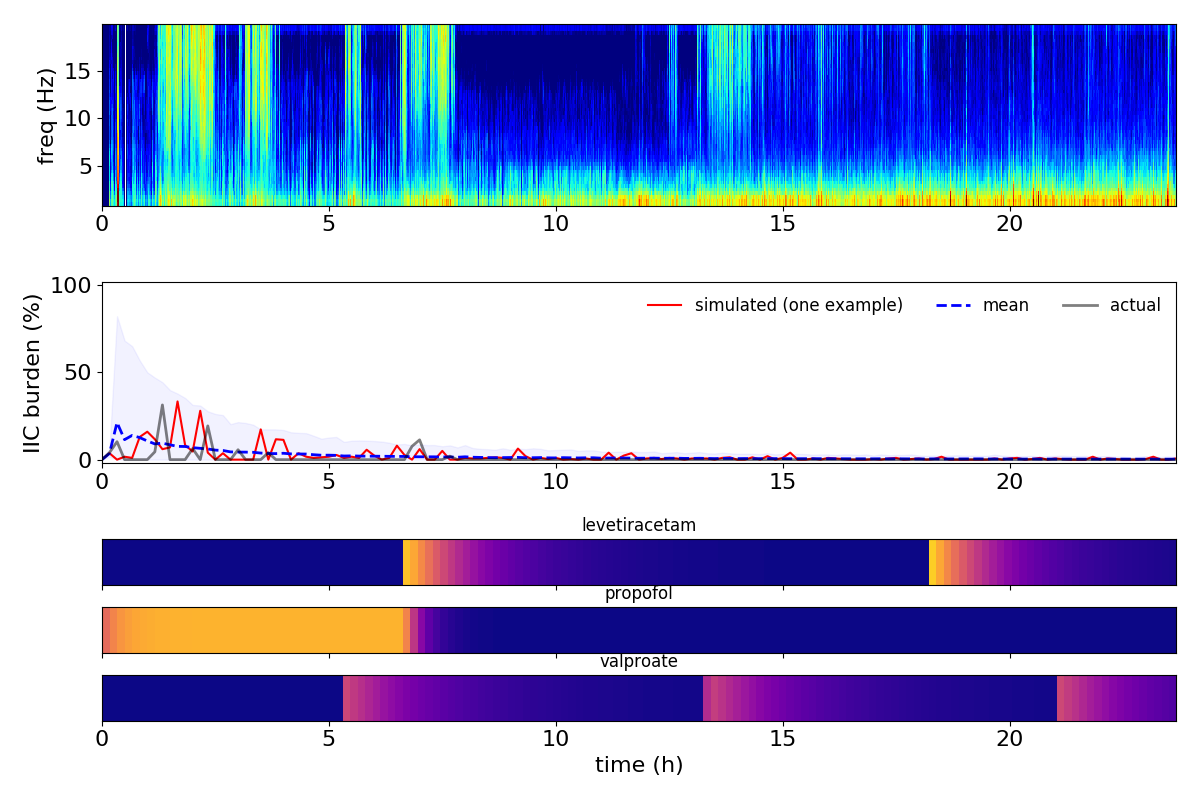 freq (Hz)
15
10
5
0 5 10 15 20
IIC burden (%)
100
50
0
simulated (one example) mean actual
0 5 10 15 20
levetiracetam
propofol
valproate
0 5 10 15 20
time (h)